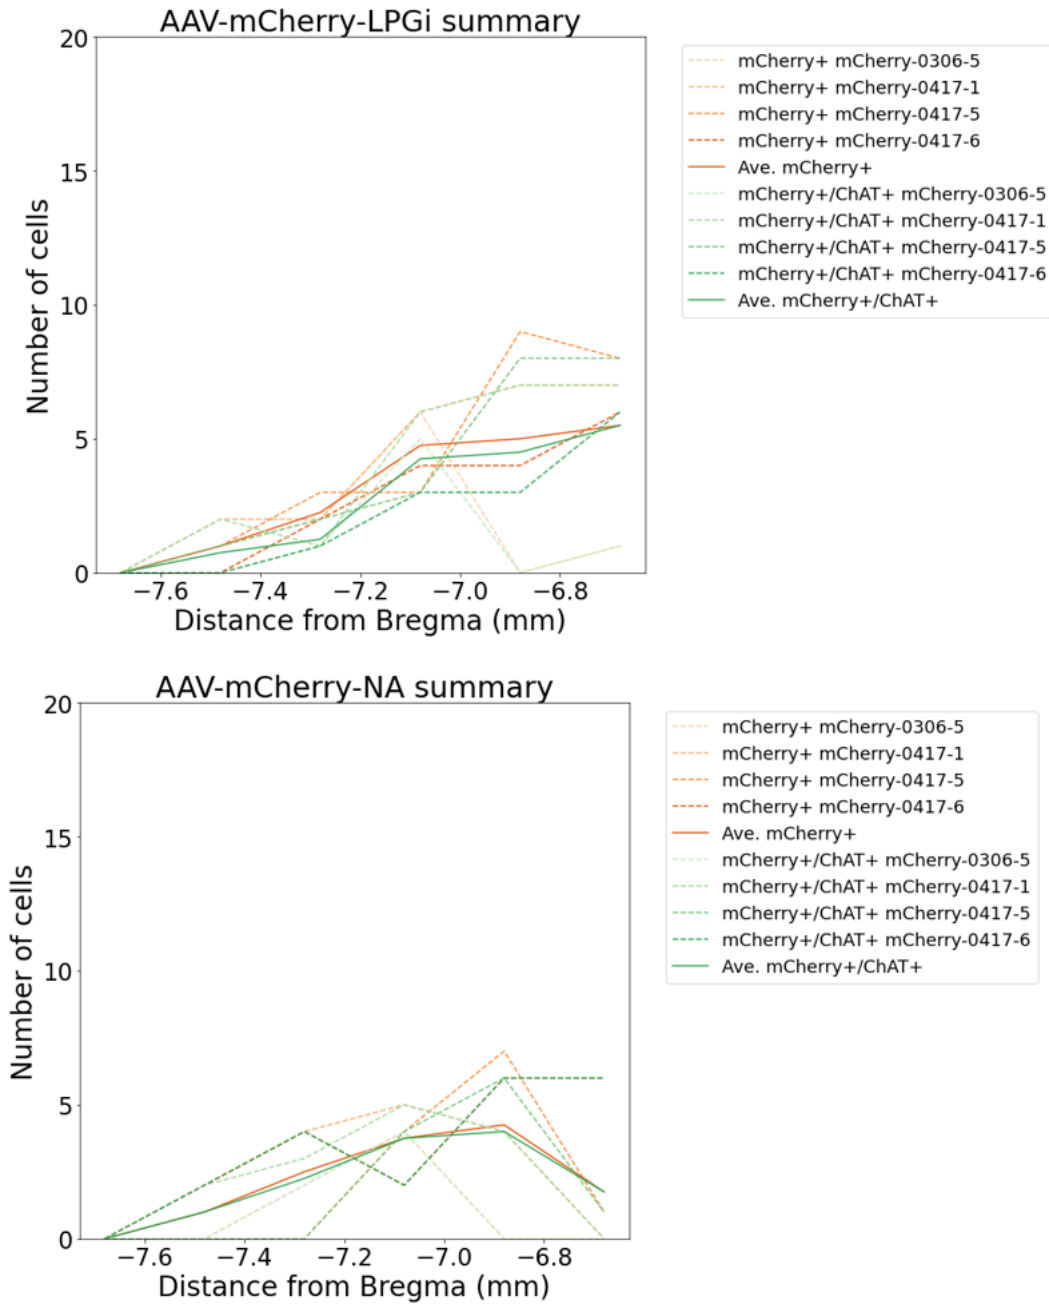 AAV-mCherry-LPGi summary
20
15
10
5
0
Number of cells
−7.6 −7.4 −7.2 −7.0 −6.8
Distance from Bregma (mm)
mCherry+ mCherry-0306-5
mCherry+ mCherry-0417-1
mCherry+ mCherry-0417-5
mCherry+ mCherry-0417-6
Ave. mCherry+
mCherry+/ChAT+ mCherry-0306-5
mCherry+/ChAT+ mCherry-0417-1
mCherry+/ChAT+ mCherry-0417-5
mCherry+/ChAT+ mCherry-0417-6
Ave. mCherry+/ChAT+
AAV-mCherry-NA summary
20
15
10
5
0
Number of cells
−7.6 −7.4 −7.2 −7.0 −6.8
Distance from Bregma (mm)
mCherry+ mCherry-0306-5
mCherry+ mCherry-0417-1
mCherry+ mCherry-0417-5
mCherry+ mCherry-0417-6
Ave. mCherry+
mCherry+/ChAT+ mCherry-0306-5
mCherry+/ChAT+ mCherry-0417-1
mCherry+/ChAT+ mCherry-0417-5
mCherry+/ChAT+ mCherry-0417-6
Ave. mCherry+/ChAT+